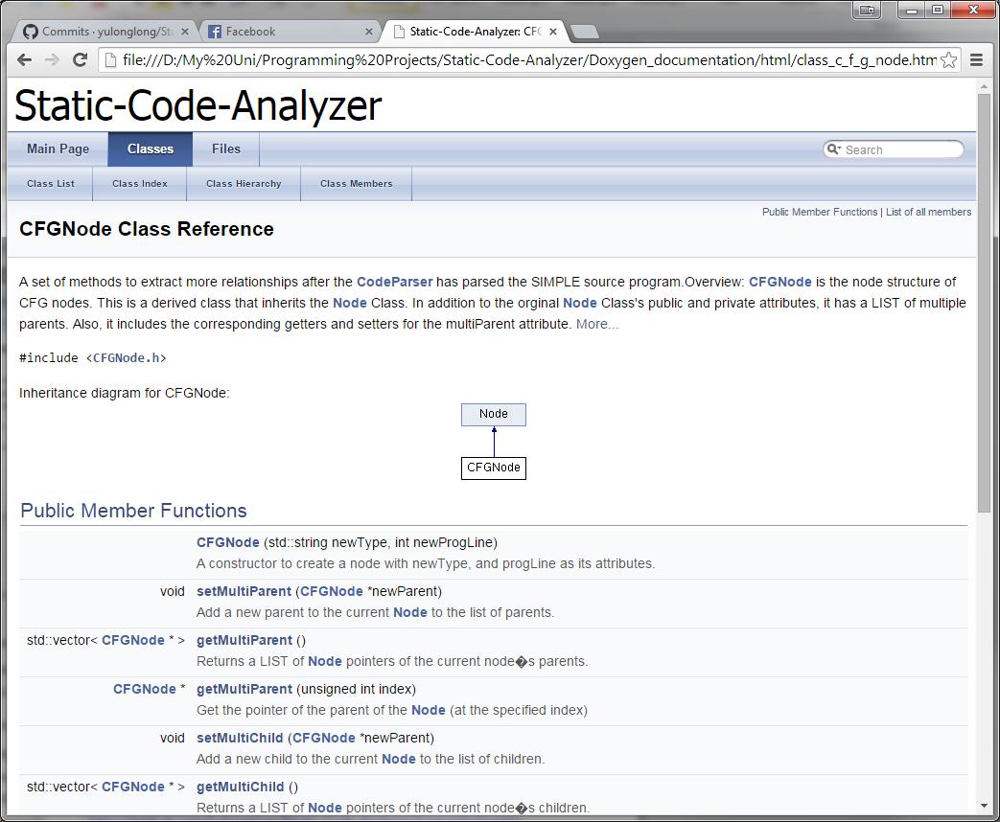 Commits · yulonglong/Sta
Facebook
Static-Code-Analyzer: CFG
file:///D:/My%20Uni/Programming%20Projects/Static-Code-Analyzer/Doxygen_documentation/html/class_c_f_g_node.htm
Static-Code-Analyzer
Main Page Classes Files Search
Class List Class Index Class Hierarchy Class Members
Public Member Functions | List of all members
CFGNode Class Reference
A set of methods to extract more relationships after the CodeParser has parsed the SIMPLE source program.Overview: CFGNode is the node structure of
CFG nodes. This is a derived class that inherits the Node Class. In addition to the orginal Node Class's public and private attributes, it has a LIST of multiple
parents. Also, it includes the corresponding getters and setters for the multiParent attribute. More...
#include <CFGNode.h>
Inheritance diagram for CFGNode:
Node
CFGNode
Public Member Functions
CFGNode (std::string newType, int newProgLine)
A constructor to create a node with newType, and progLine as its attributes.
void setMultiParent (CFGNode *newParent)
Add a new parent to the current Node to the list of parents.
std::vector< CFGNode * > getMultiParent ()
Returns a LIST of Node pointers of the current node�s parents.
CFGNode * getMultiParent (unsigned int index)
Get the pointer of the parent of the Node (at the specified index)
void setMultiChild (CFGNode *newParent)
Add a new child to the current Node to the list of children.
std::vector< CFGNode * > getMultiChild ()
Returns a LIST of Node pointers of the current node�s children.